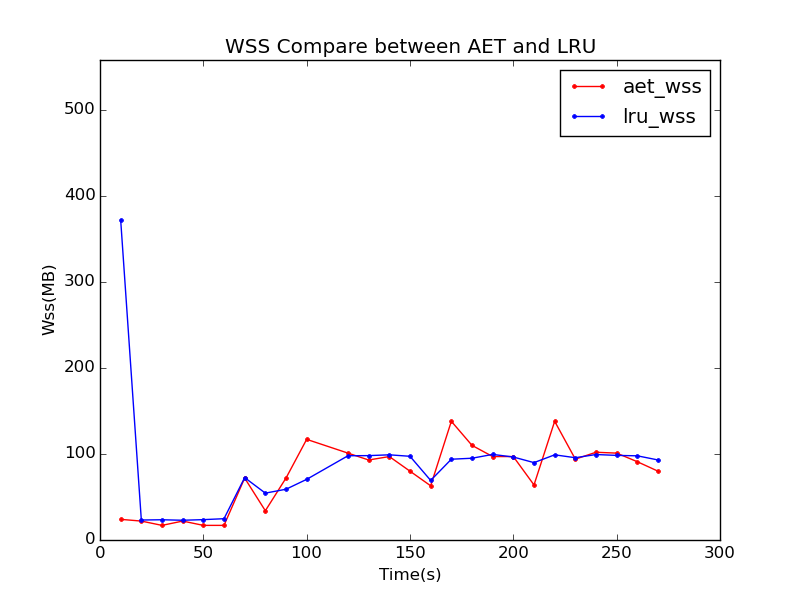 WSS Compare between AET and LRU
aet_wss
lru_wss
500
400
300
200
100
0
Wss(MB)
0 50 100 150 200 250 300
Time(s)